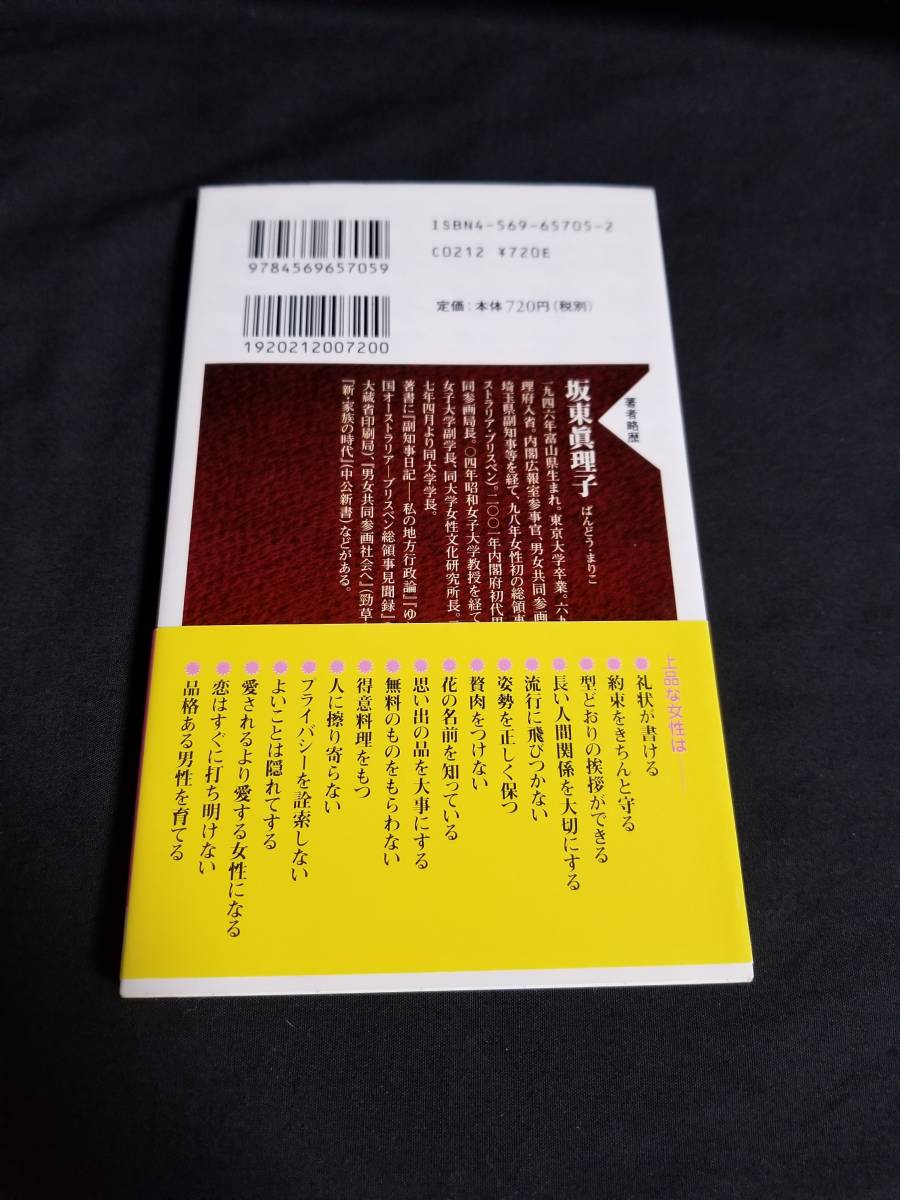 ISBN4-569-65705-2
C0212 ¥720E
9784569657059
定価：本体720円（税別）
1920212007200
著者略歴
坂東眞理子 ばんどう・まりこ
一九四六年富山県生まれ。東京大学卒業。六九
理府入省。内閣広報室参事官、男女共同参画
埼玉県副知事等を経て、九八年女性初の総領事
ストラリア・ブリスベン）。二〇〇一年内閣府初代男
同参画局長。〇四年昭和女子大学教授を経て
女子大学副学長、同大学女性文化研究所長。
七年四月より同大学学長。
著書に『副知事日記――私の地方行政論』『ゆ
国オーストラリア――ブリスベン総領事見聞録』
大蔵省印刷局）、『男女共同参画社会へ』（勁草
『新・家族の時代』（中公新書）などがある。
上品な女性は――
礼状が書ける
約束をきちんと守る
型どおりの挨拶ができる
長い人間関係を大切にする
流行に飛びつかない
姿勢を正しく保つ
贅肉をつけない
花の名前を知っている
思い出の品を大事にする
無料のものをもらわない
得意料理をもつ
人に擦り寄らない
プライバシーを詮索しない
よいことは隠れてする
愛されるより愛する女性になる
恋はすぐに打ち明けない
品格ある男性を育てる